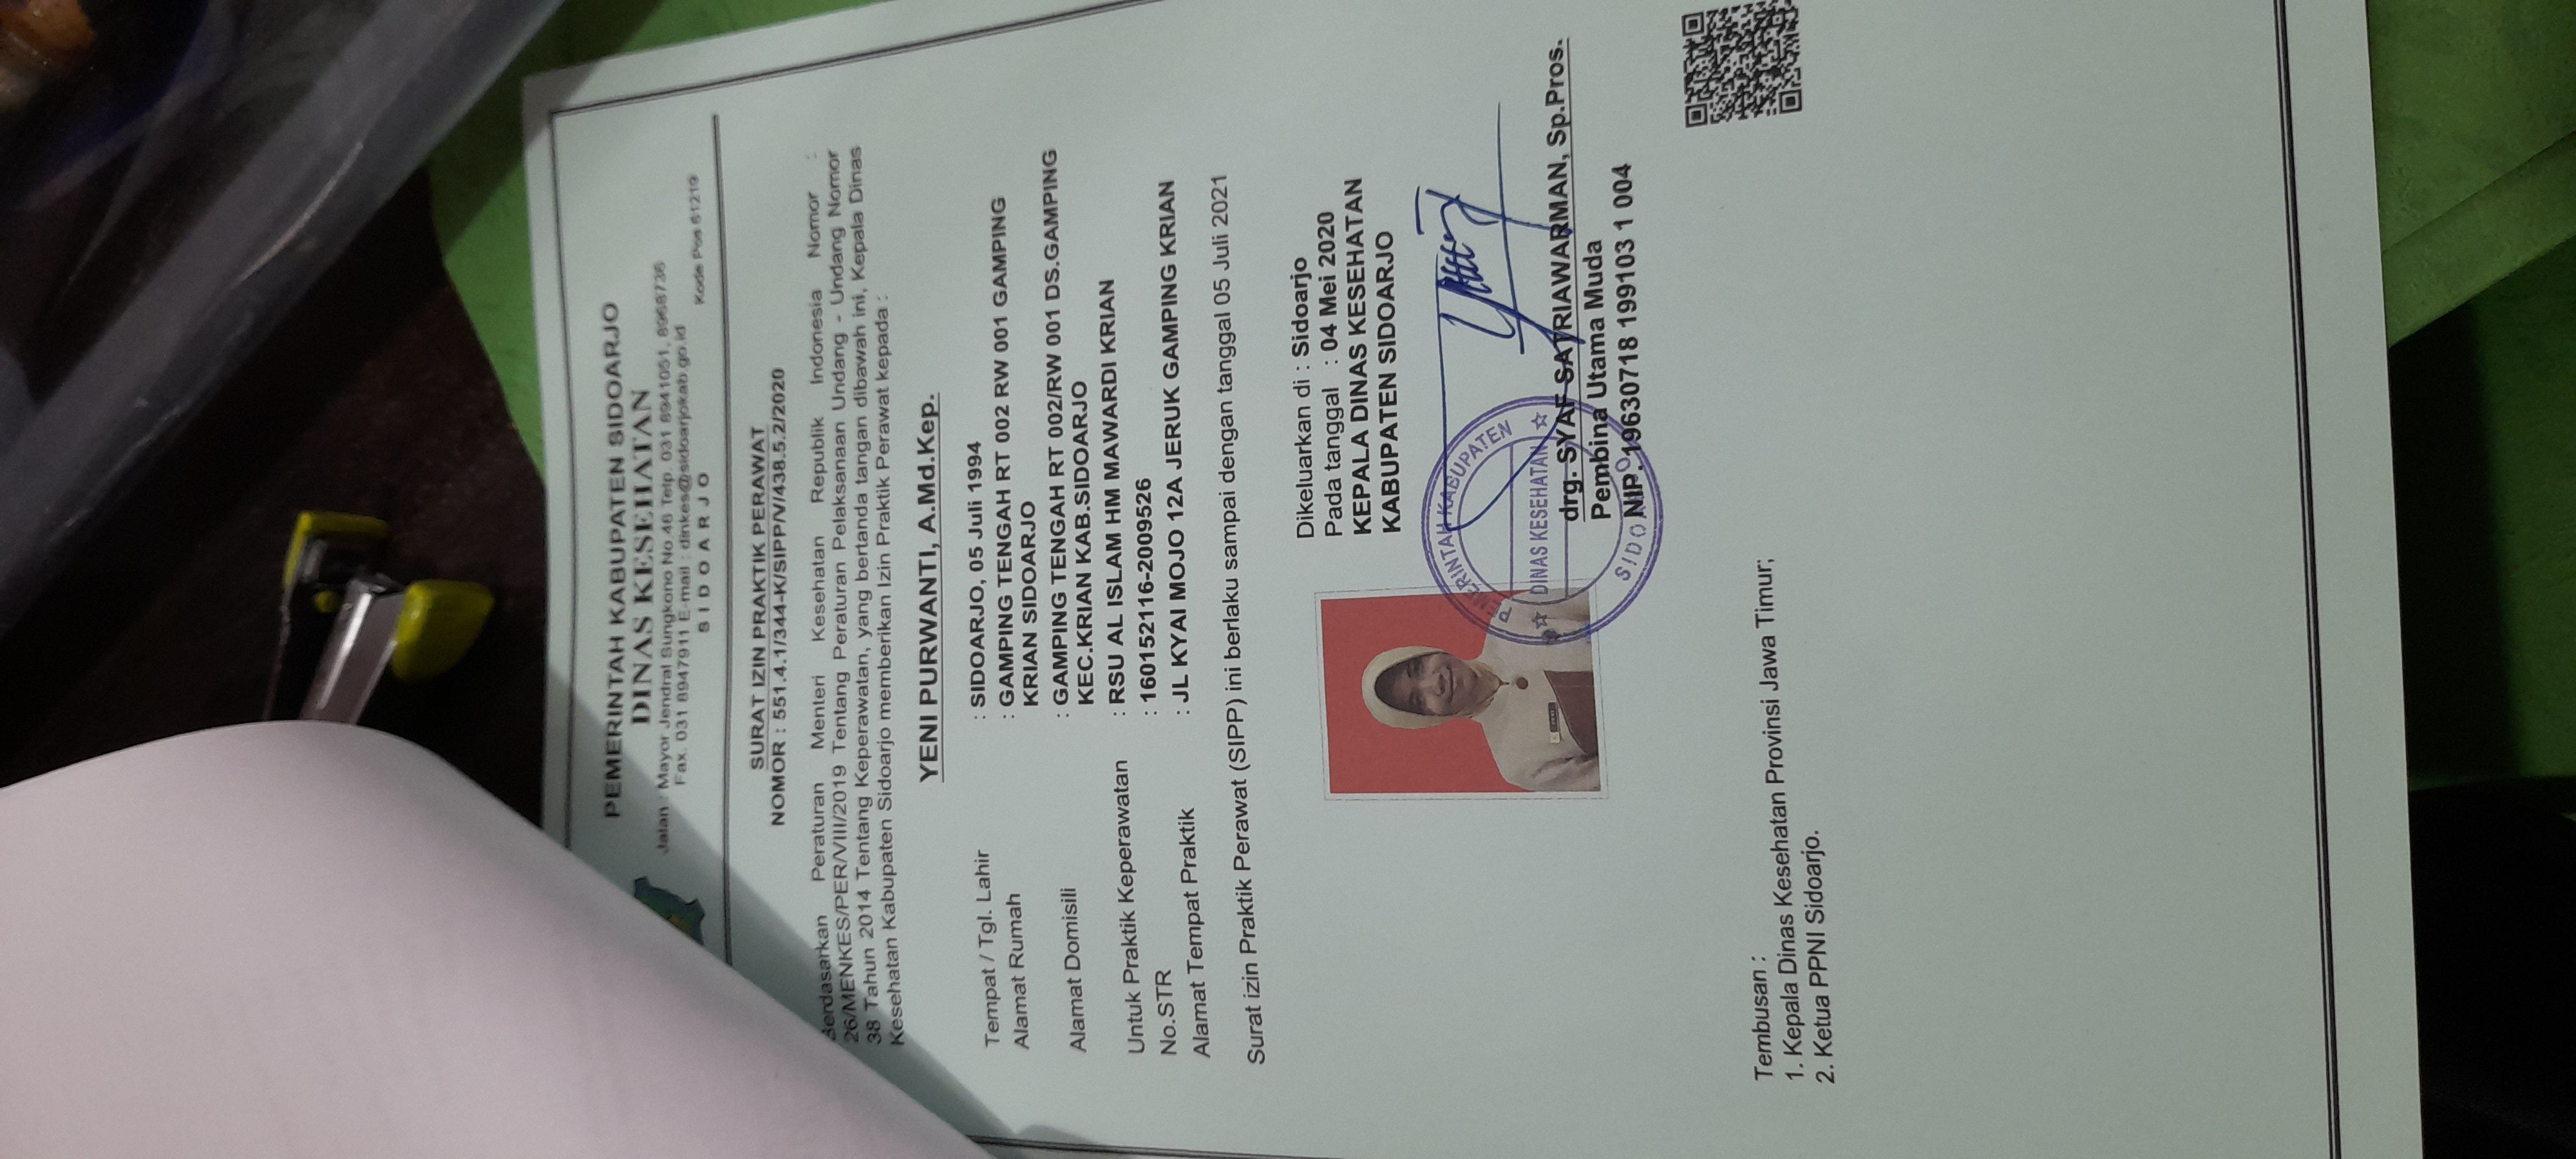 PEMERINTAH KABUPATEN SIDOARJO
DINAS KESEHATAN
Jalan : Mayor Jendral Sungkono No.46 Telp. 031 8941051, 8968736
Fax. 031 8947911 E-mail : dinkes@sidoarjokab.go.id
SIDOARJO
Kode Pos 61219
SURAT IZIN PRAKTIK PERAWAT
NOMOR : 551.4.1/344-K/SIPP/V/438.5.2/2020
Berdasarkan Peraturan Menteri Kesehatan Republik Indonesia Nomor :
26/MENKES/PER/VIII/2019 Tentang Peraturan Pelaksanaan Undang - Undang Nomor
38 Tahun 2014 Tentang Keperawatan, yang bertanda tangan dibawah ini, Kepala Dinas
Kesehatan Kabupaten Sidoarjo memberikan Izin Praktik Perawat kepada :
YENI PURWANTI, A.Md.Kep.
Tempat / Tgl. Lahir : SIDOARJO, 05 Juli 1994
Alamat Rumah : GAMPING TENGAH RT 002 RW 001 GAMPING
KRIAN SIDOARJO
Alamat Domisili : GAMPING TENGAH RT 002/RW 001 DS.GAMPING
KEC.KRIAN KAB.SIDOARJO
Untuk Praktik Keperawatan : RSU AL ISLAM HM MAWARDI KRIAN
No.STR : 160152116-2009526
Alamat Tempat Praktik : JL KYAI MOJO 12A JERUK GAMPING KRIAN
Surat izin Praktik Perawat (SIPP) ini berlaku sampai dengan tanggal 05 Juli 2021
Dikeluarkan di : Sidoarjo
Pada tanggal : 04 Mei 2020
KEPALA DINAS KESEHATAN
KABUPATEN SIDOARJO
PEMERINTAH KABUPATEN
DINAS KESEHATAN
SIDOARJO
drg. SYAF SATRIAWARMAN, Sp.Pros.
Pembina Utama Muda
NIP. 19630718 199103 1 004
Tembusan :
1. Kepala Dinas Kesehatan Provinsi Jawa Timur;
2. Ketua PPNI Sidoarjo.